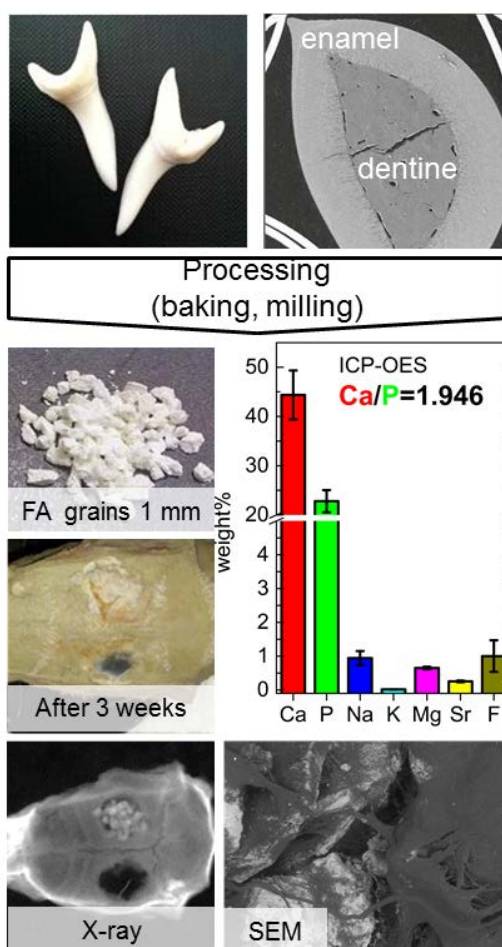 enamel
dentine
Processing
(baking, milling)
FA grains 1 mm
After 3 weeks
X-ray
SEM
ICP-OES
Ca/P=1.946
weight%
50
40
30
20
4
3
2
1
0
Ca P Na K Mg Sr F